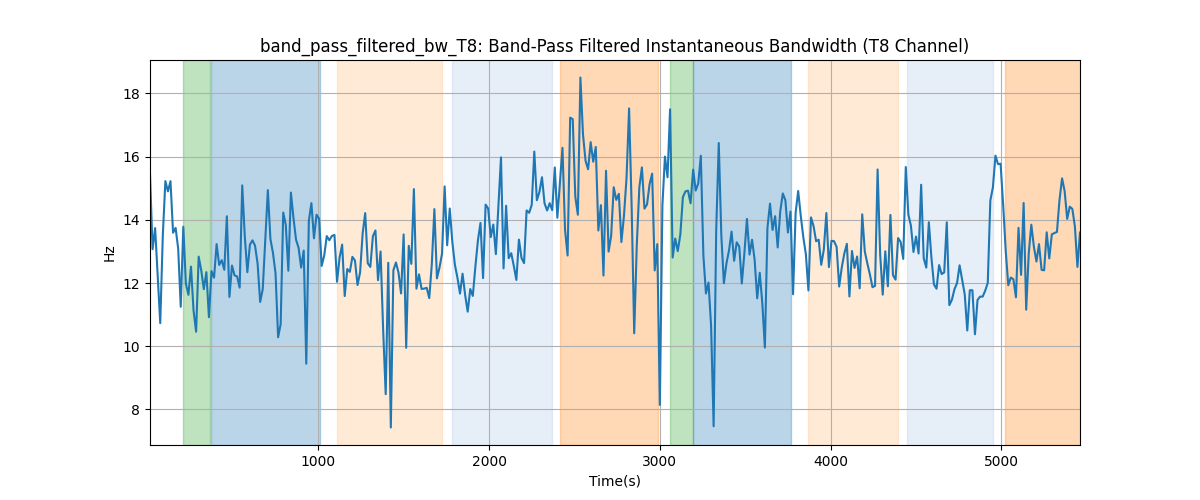 band_pass_filtered_bw_T8: Band-Pass Filtered Instantaneous Bandwidth (T8 Channel)
18
16
14
12
10
8
Hz
1000 2000 3000 4000 5000
Time(s)